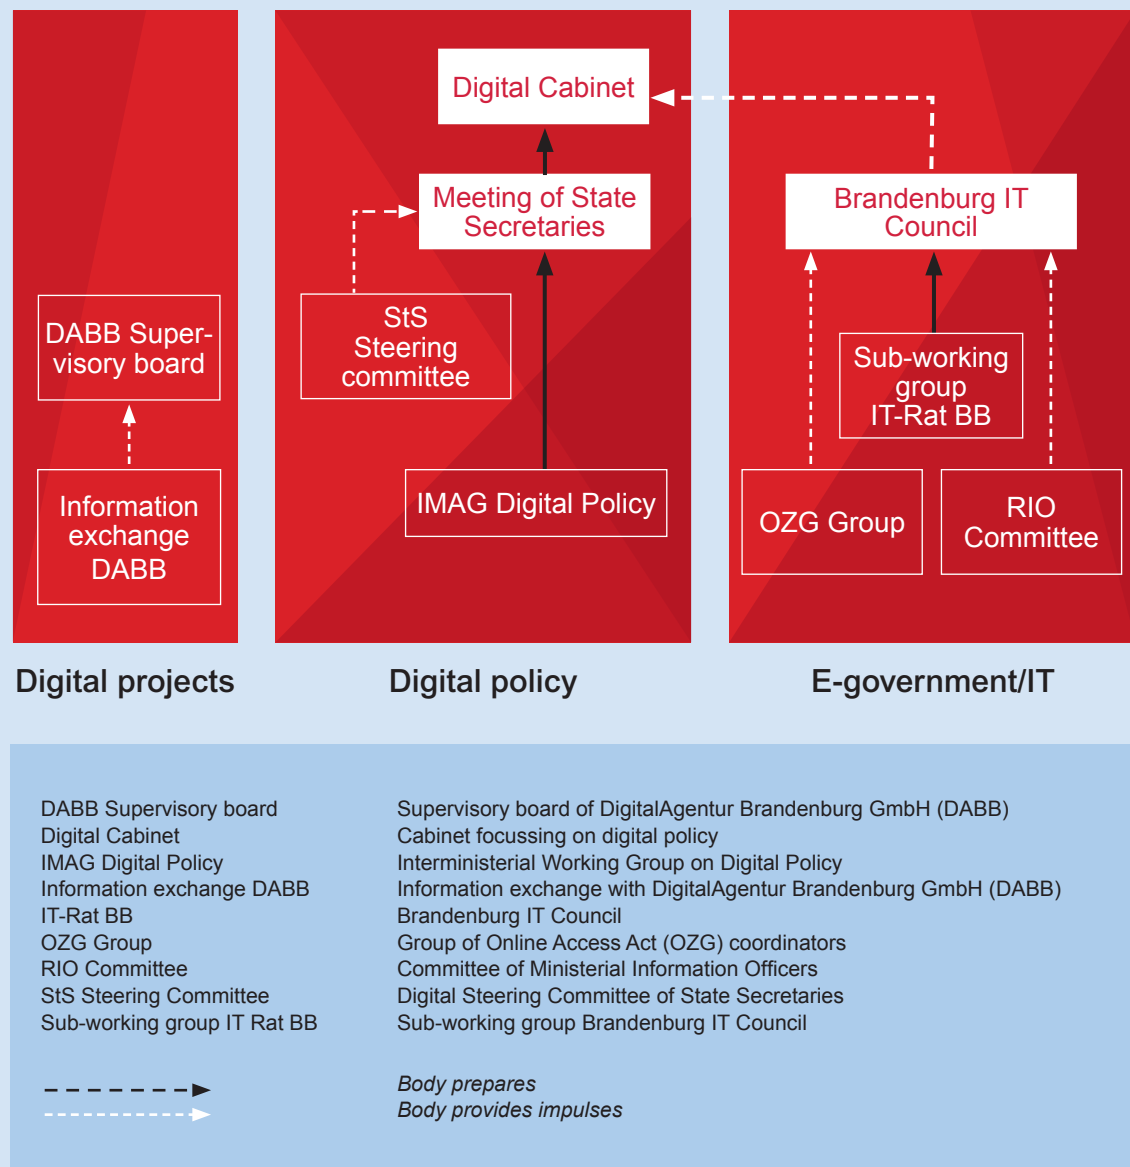 Digital Cabinet
Meeting of State
Secretaries
StS
Steering
committee
IMAG Digital Policy
DABB Super-
visory board
Information
exchange
DABB
Brandenburg IT
Council
Sub-working
group
IT-Rat BB
OZG Group
RIO
Committee
Digital projects
Digital policy
E-government/IT
DABB Supervisory board Supervisory board of DigitalAgentur Brandenburg GmbH (DABB)
Digital Cabinet Cabinet focussing on digital policy
IMAG Digital Policy Interministerial Working Group on Digital Policy
Information exchange DABB Information exchange with DigitalAgentur Brandenburg GmbH (DABB)
IT-Rat BB Brandenburg IT Council
OZG Group Group of Online Access Act (OZG) coordinators
RIO Committee Committee of Ministerial Information Officers
StS Steering Committee Digital Steering Committee of State Secretaries
Sub-working group IT Rat BB Sub-working group Brandenburg IT Council
Body prepares
Body provides impulses